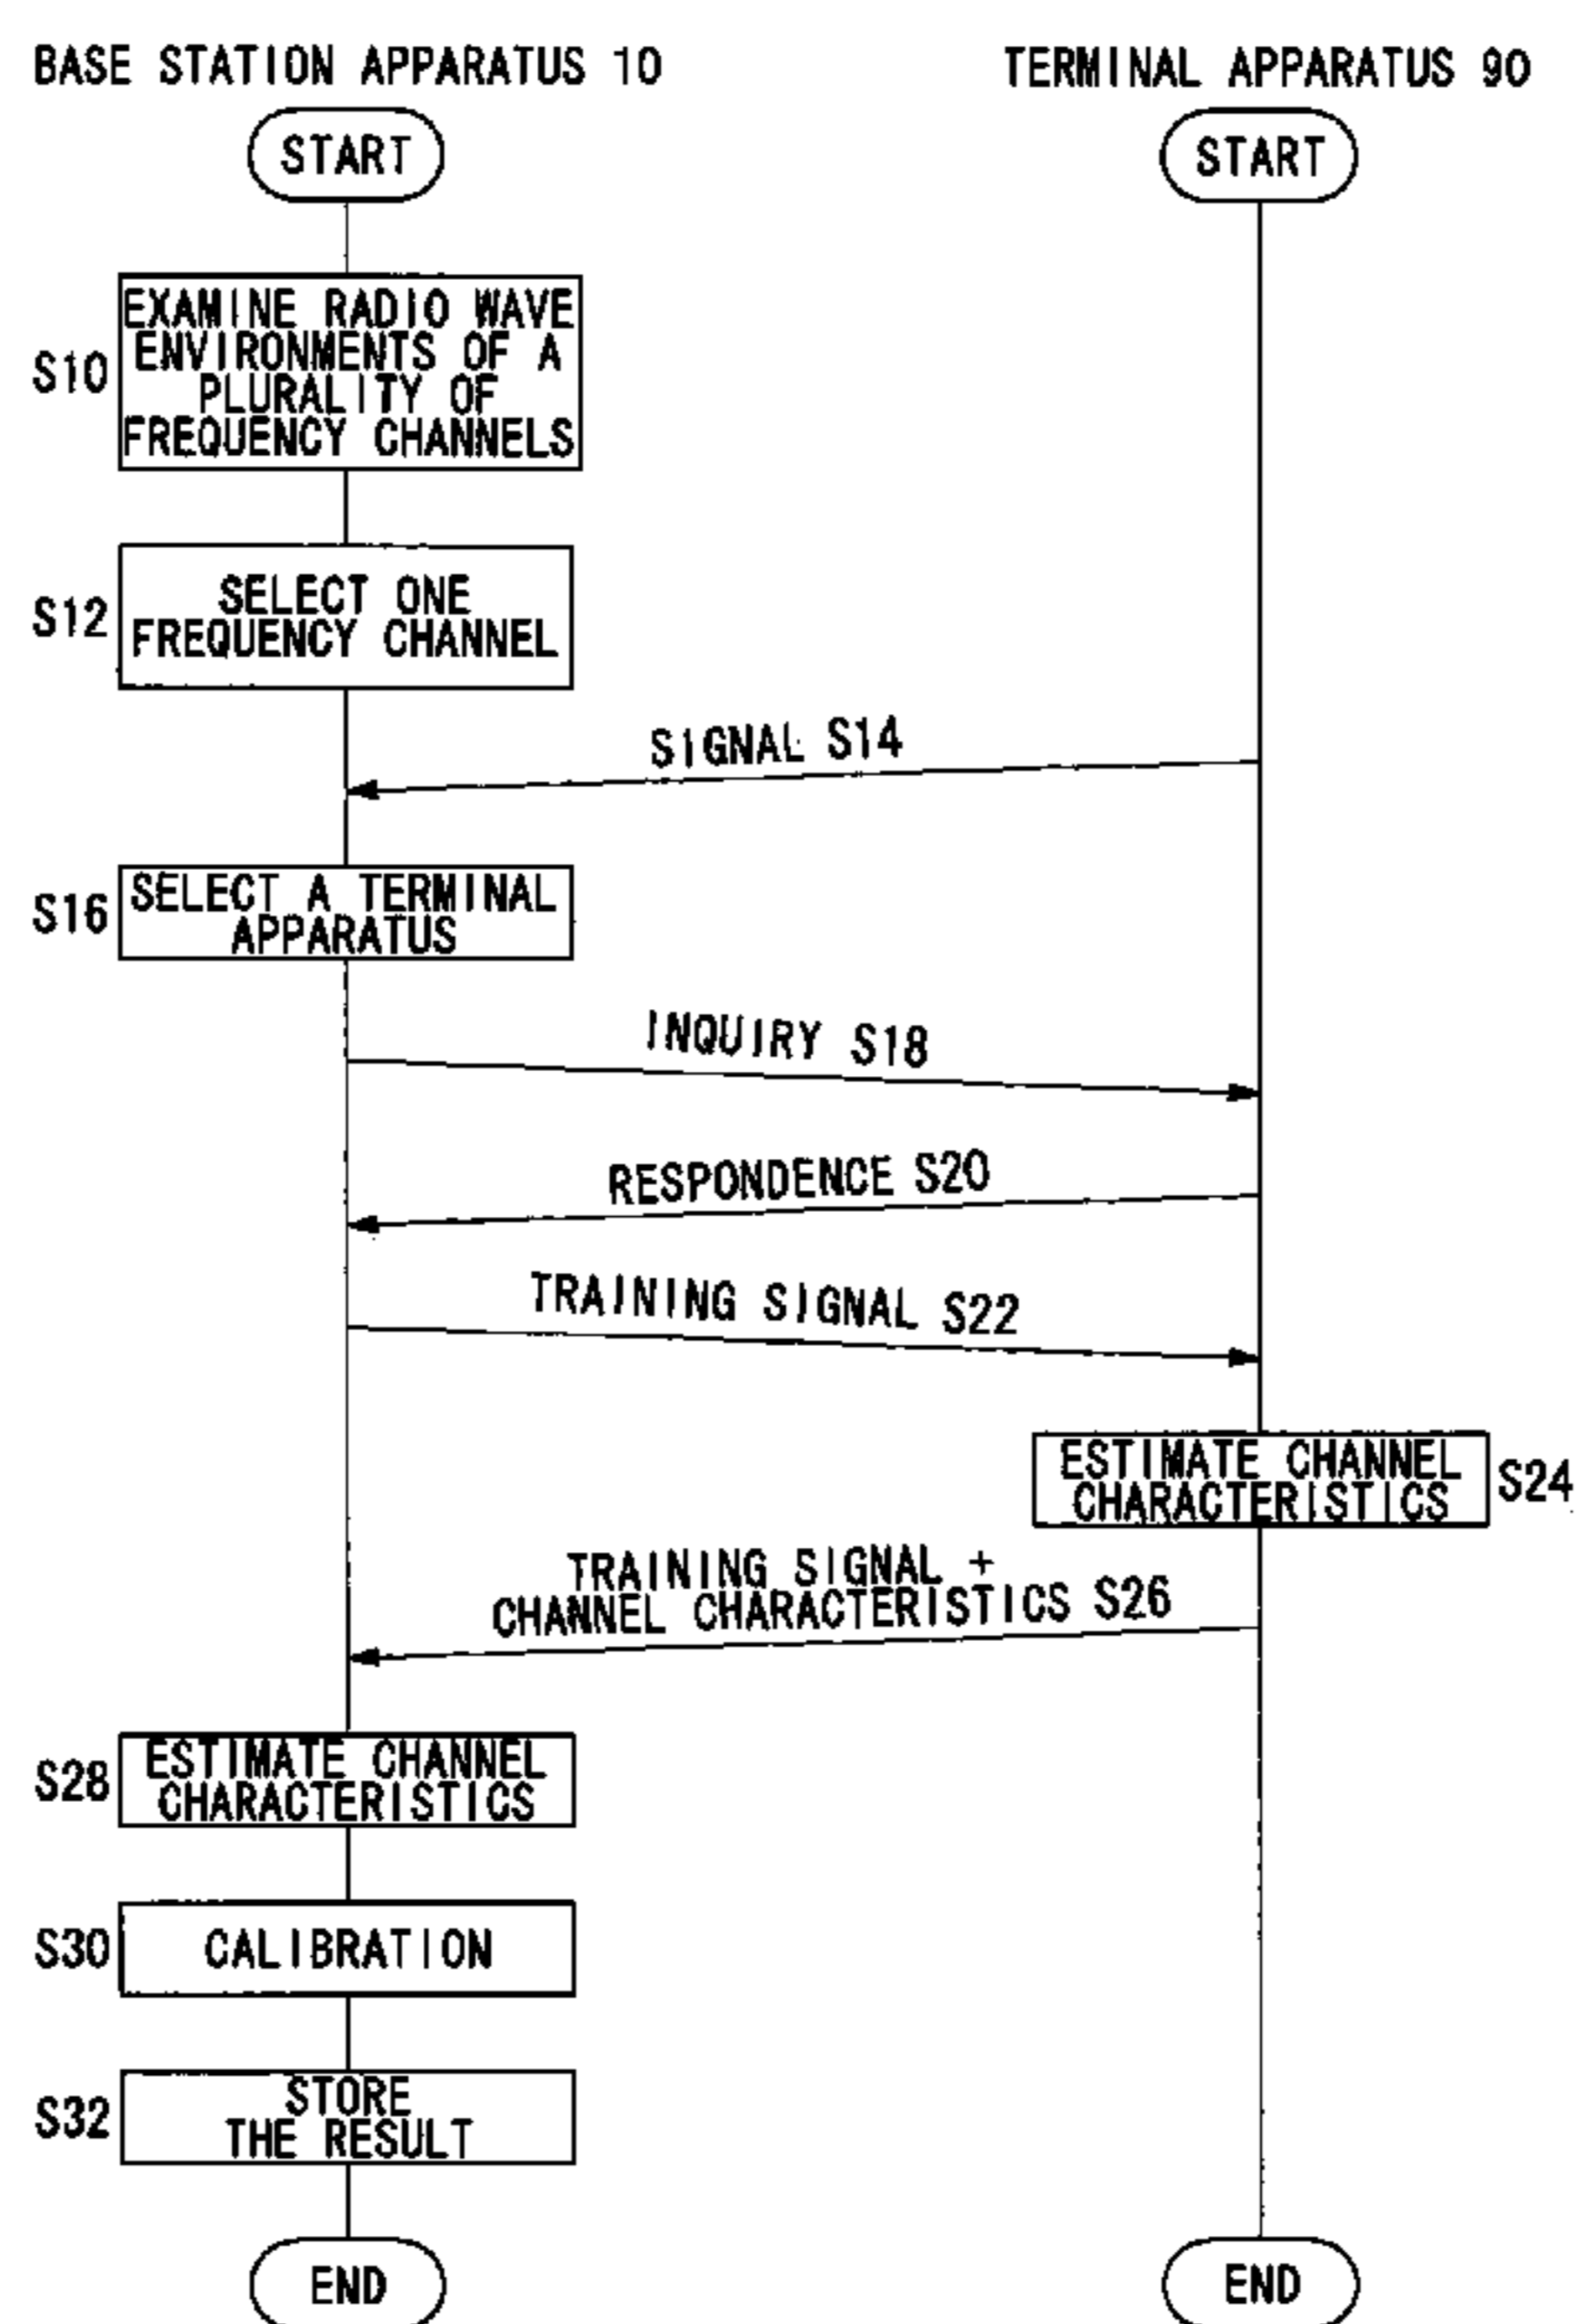 BASE STATION APPARATUS 10
TERMINAL APPARATUS 90
START
START
S10
EXAMINE RADIO WAVE
ENVIRONMENTS OF A
PLURALITY OF
FREQUENCY CHANNELS
S12
SELECT ONE
FREQUENCY CHANNEL
SIGNAL S14
S16
SELECT A TERMINAL
APPARATUS
INQUIRY S18
RESPONDENCE S20
TRAINING SIGNAL S22
ESTIMATE CHANNEL
CHARACTERISTICS
S24
TRAINING SIGNAL +
CHANNEL CHARACTERISTICS S26
S28
ESTIMATE CHANNEL
CHARACTERISTICS
S30
CALIBRATION
S32
STORE
THE RESULT
END
END